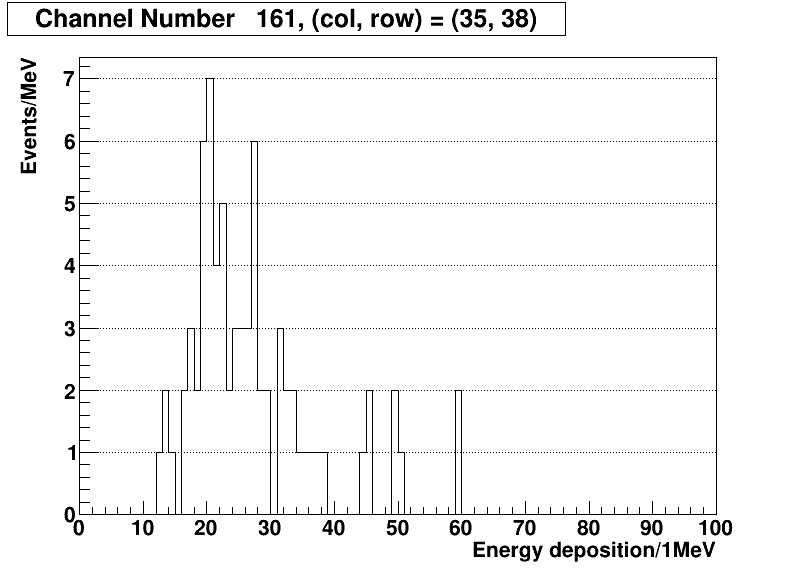 Channel Number 161, (col, row) = (35, 38)
Events/MeV
7
6
5
4
3
2
1
0
0 10 20 30 40 50 60 70 80 90 100
Energy deposition/1MeV